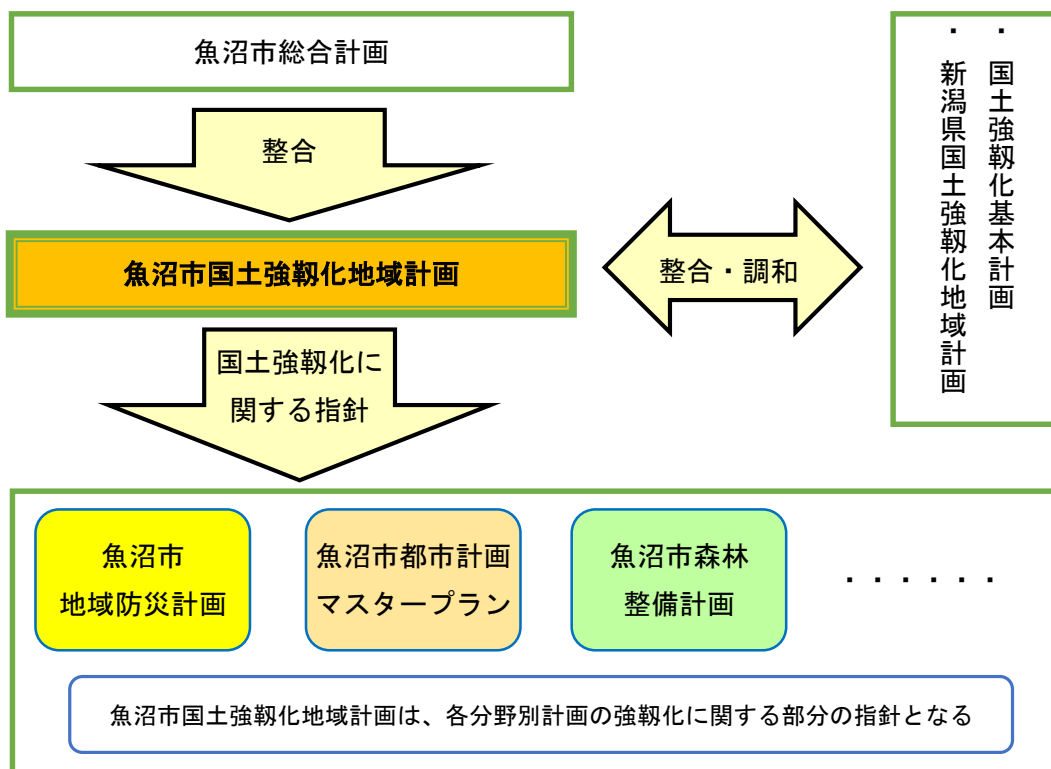 魚沼市総合計画
整合
魚沼市国土強靱化地域計画
整合・調和
・国土強靱化基本計画
・新潟県国土強靱化地域計画
国土強靱化に
関する指針
魚沼市
地域防災計画
魚沼市都市計画
マスタープラン
魚沼市森林
整備計画
・・・・・・
魚沼市国土強靱化地域計画は、各分野別計画の強靱化に関する部分の指針となる